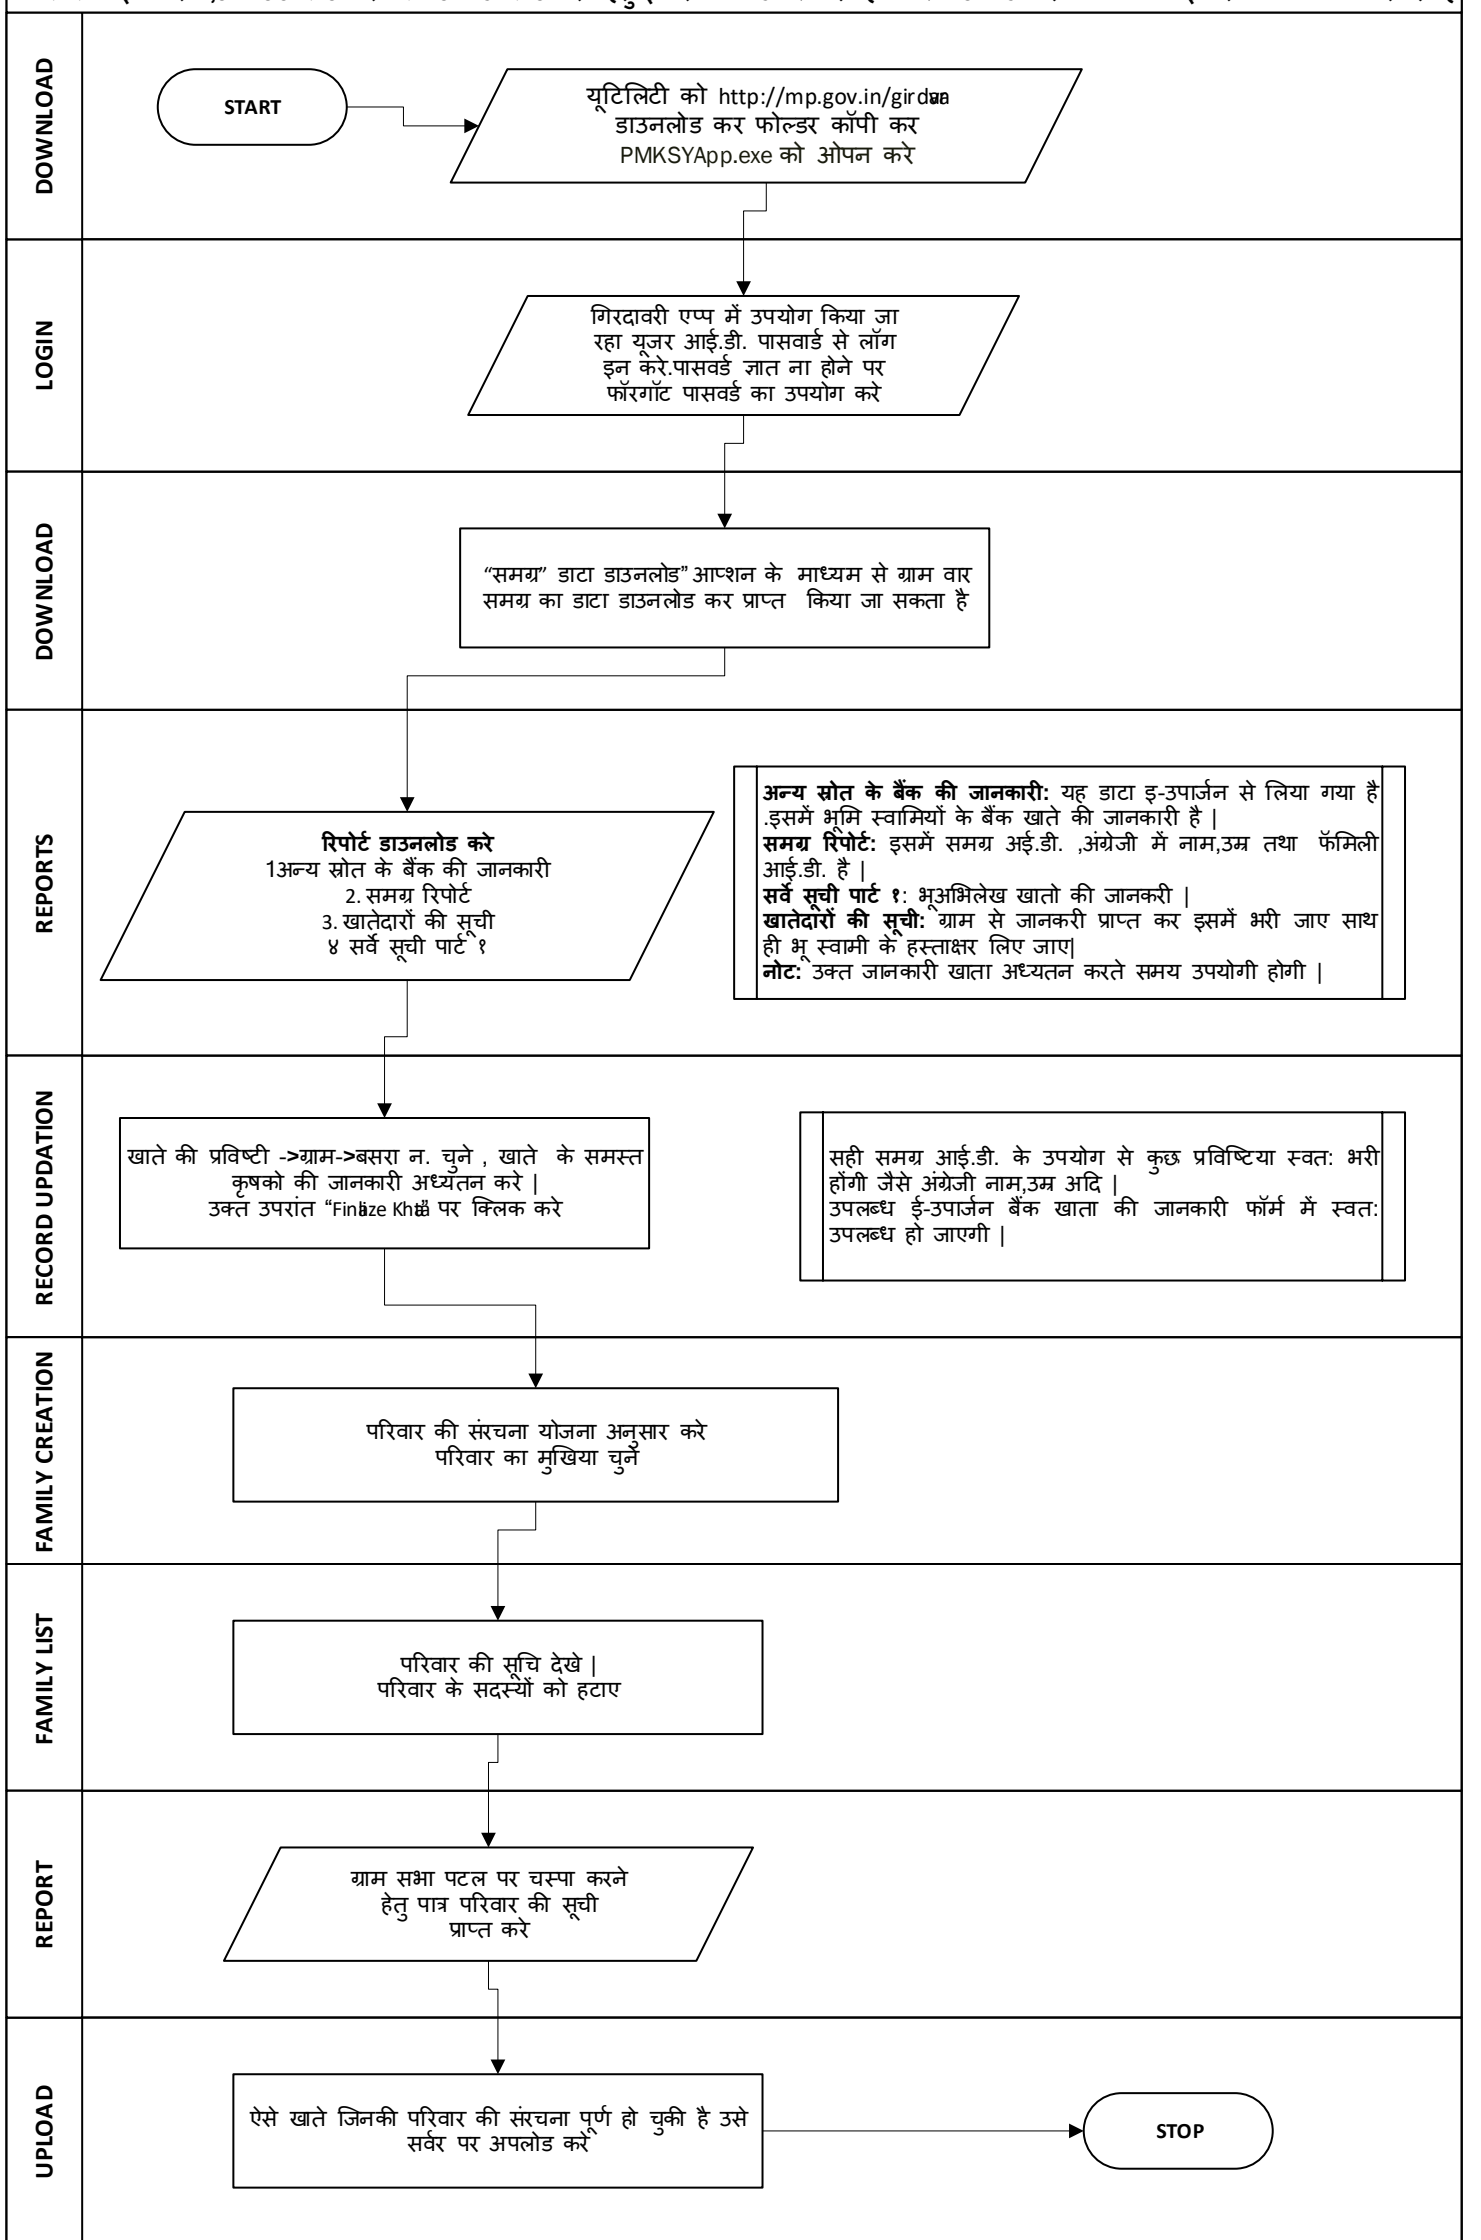 DOWNLOAD
START
यूटिलिटी को http://mp.gov.in/girdawari
डाउनलोड कर फोल्डर कॉपी कर
PMKSYApp.exe को ओपन करे
LOGIN
गिरदावरी एप्प में उपयोग किया जा
रहा यूजर आई.डी. पासवार्ड से लॉग
इन करे.पासवर्ड ज्ञात ना होने पर
फॉरगॉट पासवर्ड का उपयोग करे
DOWNLOAD
“समग्र” डाटा डाउनलोड” आप्शन के माध्यम से ग्राम वार
समग्र का डाटा डाउनलोड कर प्राप्त किया जा सकता है
REPORTS
रिपोर्ट डाउनलोड करे
1अन्य स्रोत के बैंक की जानकारी
2. समग्र रिपोर्ट
3. खातेदारों की सूची
४ सर्वे सूची पार्ट १
अन्य स्रोत के बैंक की जानकारी: यह डाटा इ-उपार्जन से लिया गया है
.इसमें भूमि स्वामियों के बैंक खाते की जानकारी है |
समग्र रिपोर्ट: इसमें समग्र अई.डी. ,अंग्रेजी में नाम,उम्र तथा फॅमिली
आई.डी. है |
सर्वे सूची पार्ट १: भूअभिलेख खातो की जानकरी |
खातेदारों की सूची: ग्राम से जानकरी प्राप्त कर इसमें भरी जाए साथ
ही भू स्वामी के हस्ताक्षर लिए जाए|
नोट: उक्त जानकारी खाता अध्यतन करते समय उपयोगी होगी |
RECORD UPDATION
खाते की प्रविष्टी ->ग्राम->बसरा न. चुने , खाते के समस्त
कृषको की जानकारी अध्यतन करे |
उक्त उपरांत “Finalize Khata” पर क्लिक करे
सही समग्र आई.डी. के उपयोग से कुछ प्रविष्टिया स्वत: भरी
होंगी जैसे अंग्रेजी नाम,उम्र अदि |
उपलब्ध ई-उपार्जन बैंक खाता की जानकारी फॉर्म में स्वत:
उपलब्ध हो जाएगी |
FAMILY CREATION
परिवार की संरचना योजना अनुसार करे
परिवार का मुखिया चुने
FAMILY LIST
परिवार की सूचि देखे |
परिवार के सदस्यों को हटाए
REPORT
ग्राम सभा पटल पर चस्पा करने
हेतु पात्र परिवार की सूची
प्राप्त करे
UPLOAD
ऐसे खाते जिनकी परिवार की संरचना पूर्ण हो चुकी है उसे
सर्वर पर अपलोड करे
STOP